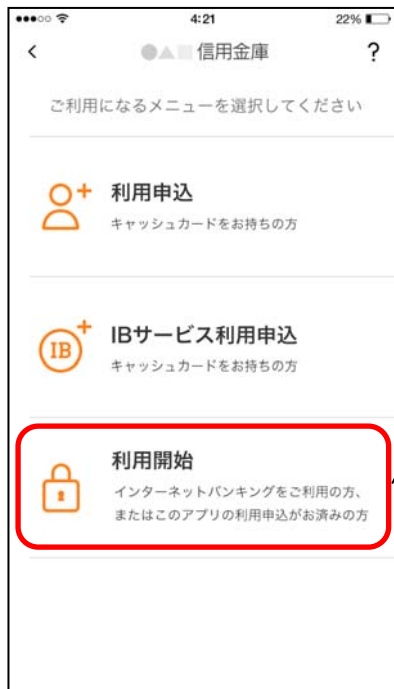 4:21 22%
●▲■信用金庫 ?
ご利用になるメニューを選択してください
利用申込
キャッシュカードをお持ちの方
IB
IBサービス利用申込
キャッシュカードをお持ちの方
利用開始
インターネットバンキングをご利用の方、
またはこのアプリの利用申込がお済みの方